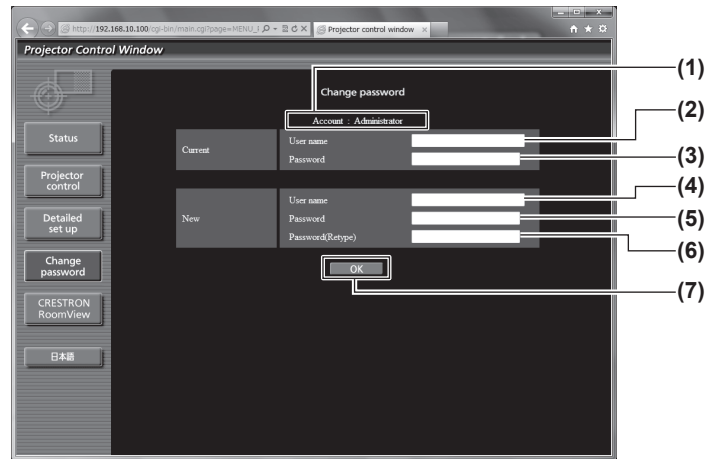 http://192.168.10.100/cgi-bin/main.cgi?page=MENU_
Projector control window
Projector Control Window
(1)
Change password
(2)
Account : Administrator
Status
Current
User name
Password
(3)
Projector
control
(4)
New
User name
Detailed
set up
Password
(5)
Password(Retype)
(6)
Change
password
OK
(7)
CRESTRON
RoomView
日本語